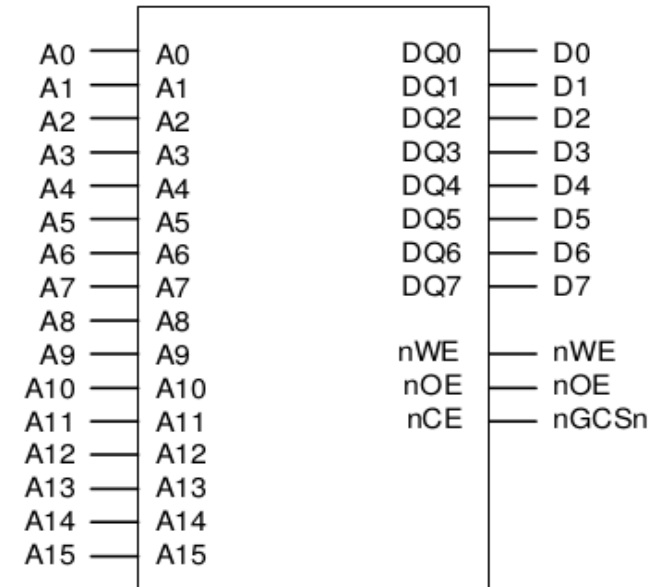 A0 A0 DQ0 D0
A1 A1 DQ1 D1
A2 A2 DQ2 D2
A3 A3 DQ3 D3
A4 A4 DQ4 D4
A5 A5 DQ5 D5
A6 A6 DQ6 D6
A7 A7 DQ7 D7
A8 A8
A9 A9 nWE nWE
A10 A10 nOE nOE
A11 A11 nCE nGCSn
A12 A12
A13 A13
A14 A14
A15 A15